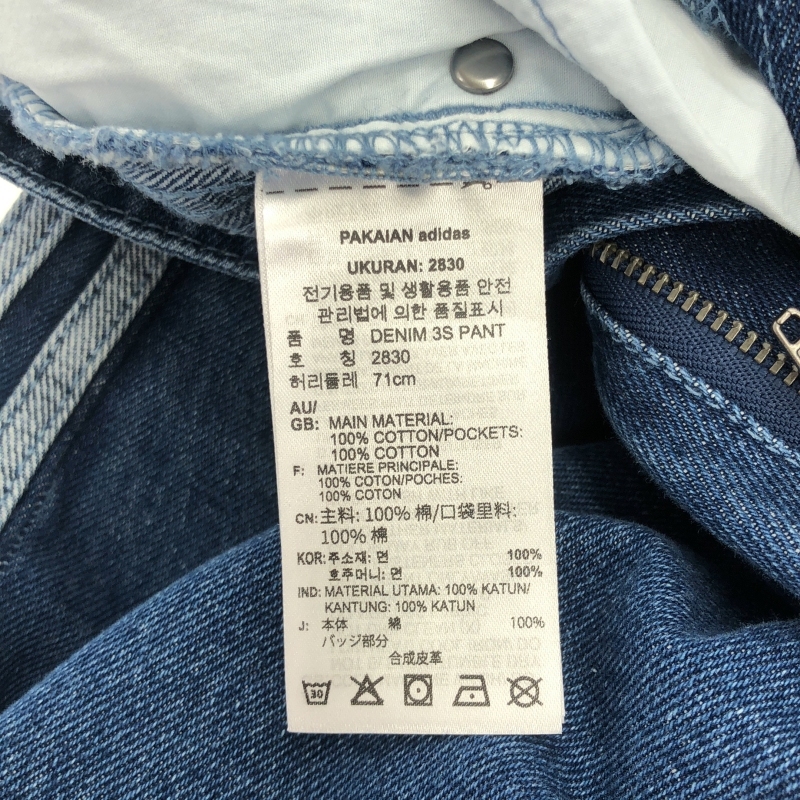 PAKAIAN adidas
UKURAN: 2830
전기용품 및 생활용품 안전
관리법에 의한 품질표시
품 명 DENIM 3S PANT
호 칭 2830
허리둘레 71cm
AU/
GB: MAIN MATERIAL:
100% COTTON/POCKETS:
100% COTTON
F: MATIERE PRINCIPALE:
100% COTON/POCHES:
100% COTON
CN: 主料: 100% 棉/口袋里料:
100% 棉
KOR: 주소재: 면 100%
호주머니: 면 100%
IND: MATERIAL UTAMA: 100% KATUN/
KANTUNG: 100% KATUN
J: 本体 綿 100%
バッジ部分
合成皮革
30